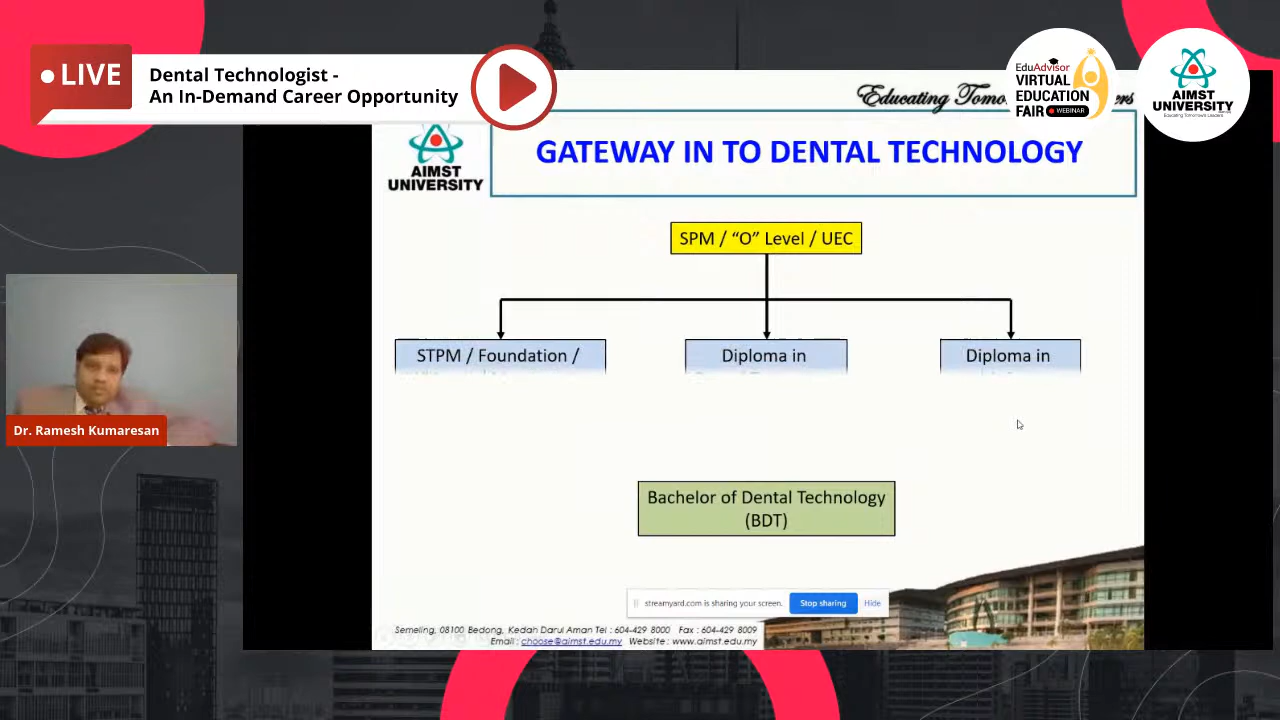 LIVE
Dental Technologist -
An In-Demand Career Opportunity
EduAdvisor
VIRTUAL
EDUCATION
FAIR WEBINAR
AIMST
UNIVERSITY
Educating Tomorrow's Leaders
Educating
AIMST
UNIVERSITY
GATEWAY IN TO DENTAL TECHNOLOGY
SPM / “O” Level / UEC
STPM / Foundation /
Diploma in
Diploma in
Dr. Ramesh Kumaresan
Bachelor of Dental Technology
(BDT)
streamyard.com is sharing your screen. Stop sharing Hide
Semeling, 08100 Bedong, Kedah Darul Aman Tel : 604-429 8000 Fax : 604-429 8009
Email : choose@aimst.edu.my Website : www.aimst.edu.my